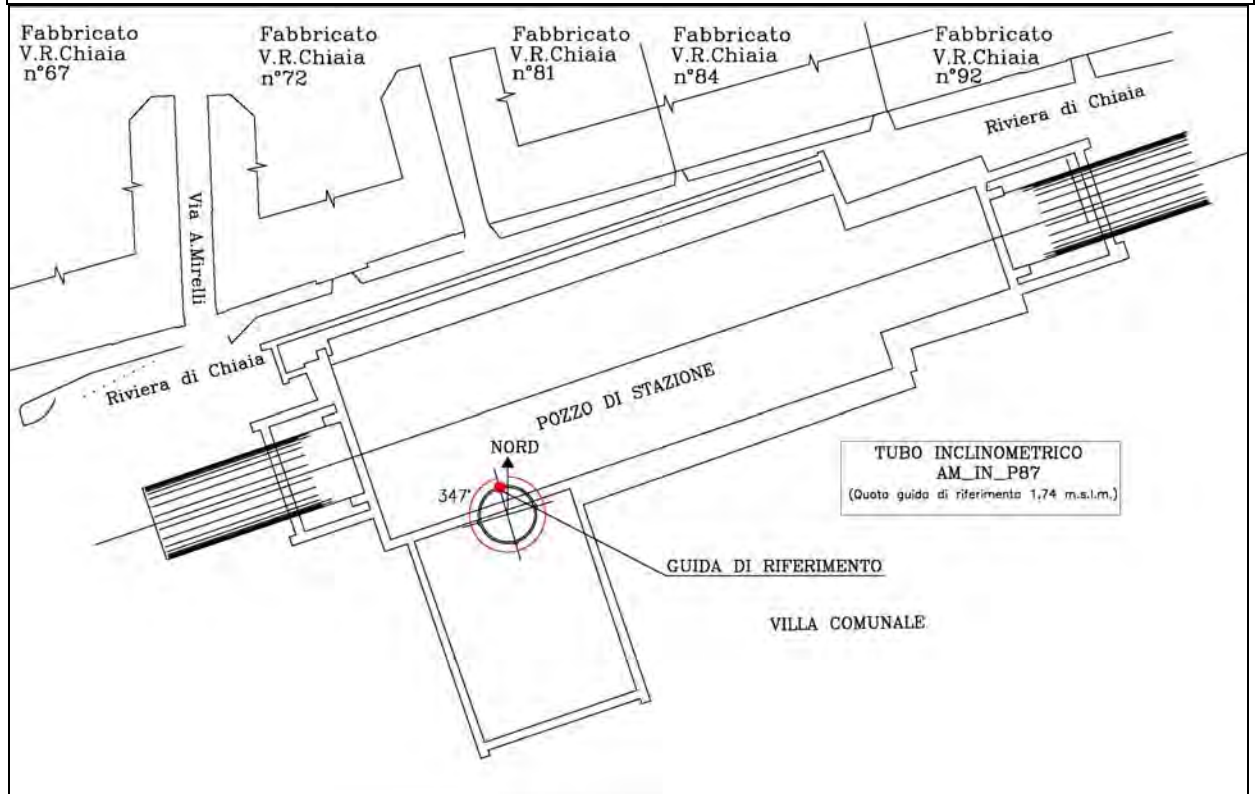 Fabbricato
V.R.Chiaia
n°67
Fabbricato
V.R.Chiaia
n°72
Fabbricato
V.R.Chiaia
n°81
Fabbricato
V.R.Chiaia
n°84
Fabbricato
V.R.Chiaia
n°92
Riviera di Chiaia
Via A.Mirelli
Riviera di Chiaia
POZZO DI STAZIONE
NORD
347°
TUBO INCLINOMETRICO
AM_IN_P87
(Quota guida di riferimento 1,74 m.s.l.m.)
GUIDA DI RIFERIMENTO
VILLA COMUNALE